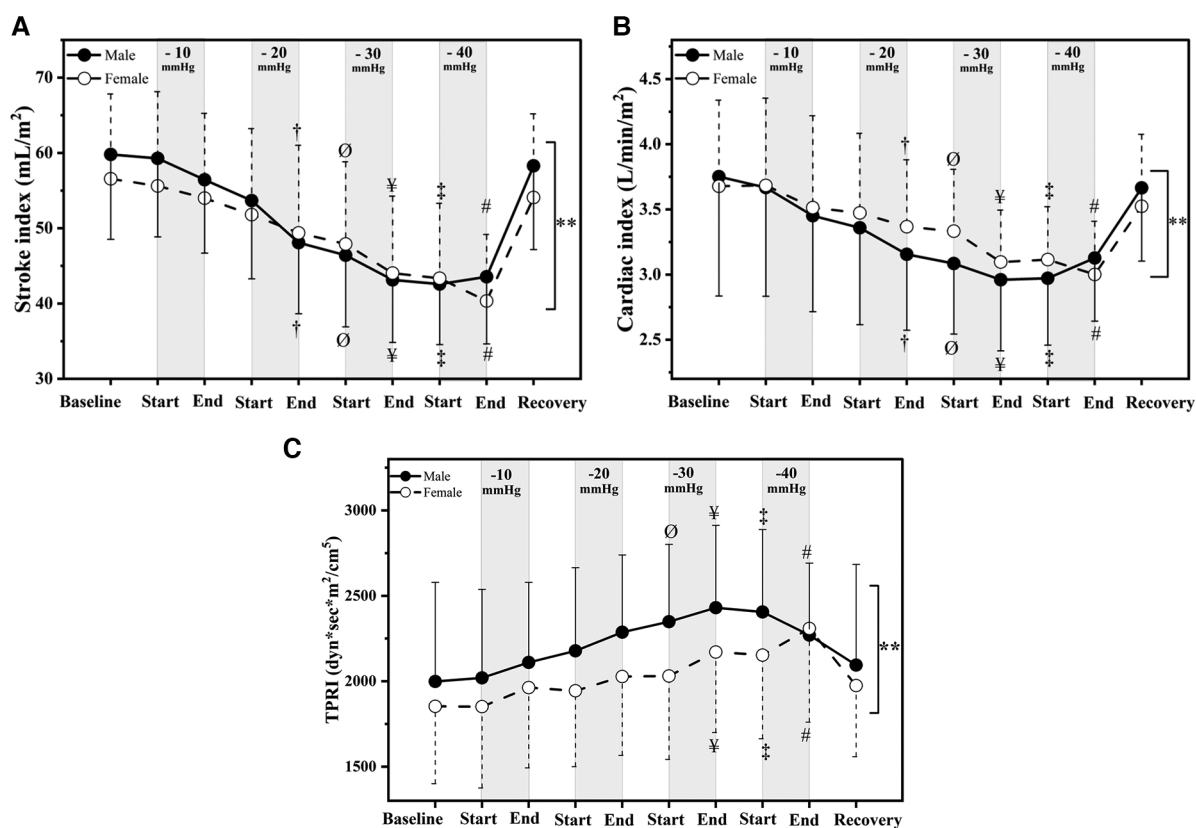 A
Male
Female
- 10
mmHg
- 20
mmHg
- 30
mmHg
- 40
mmHg
Stroke index (mL/m²)
70
60
50
40
30
†
Ø
¥
‡
#
†
Ø
¥
‡
#
**
Baseline
Start
End
Start
End
Start
End
Start
End
Recovery
B
Male
Female
-10
mmHg
-20
mmHg
-30
mmHg
-40
mmHg
Cardiac index (L/min/m²)
4.5
4.0
3.5
3.0
2.5
†
Ø
¥
‡
#
†
Ø
¥
‡
#
**
Baseline
Start
End
Start
End
Start
End
Start
End
Recovery
C
Male
Female
-10
mmHg
-20
mmHg
-30
mmHg
-40
mmHg
TPRI (dyn*sec*m²/cm⁵)
3000
2500
2000
1500
Ø
¥
‡
#
¥
‡
#
**
Baseline
Start
End
Start
End
Start
End
Start
End
Recovery